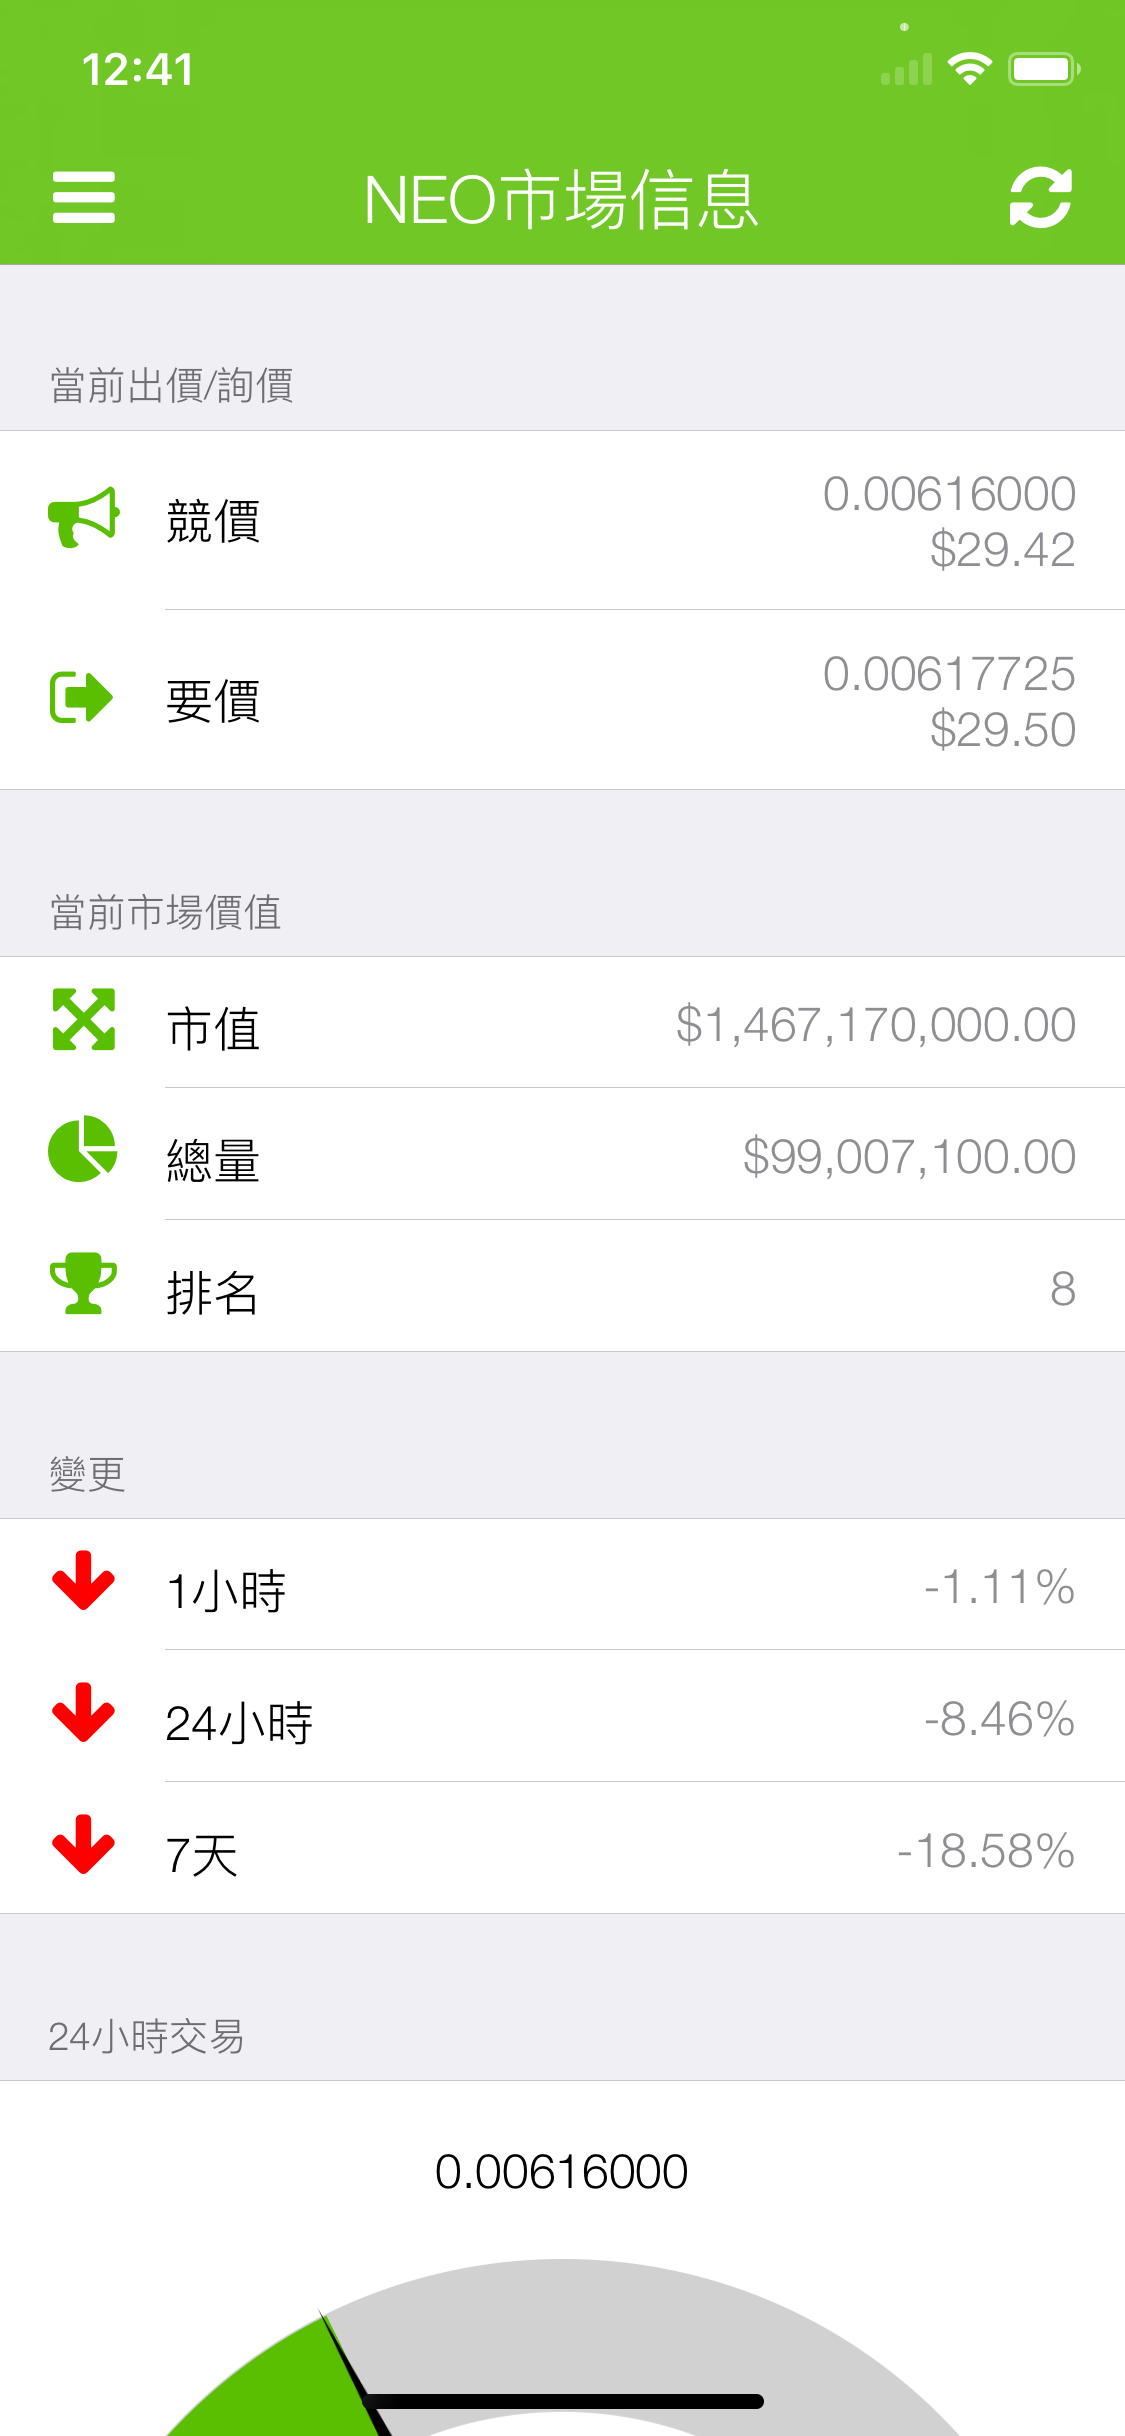 12:41
NEO市場信息
當前出價/詢價
競價
0.00616000
$29.42
要價
0.00617725
$29.50
當前市場價值
市值
$1,467,170,000.00
總量
$99,007,100.00
排名
8
變更
1小時
-1.11%
24小時
-8.46%
7天
-18.58%
24小時交易
0.00616000